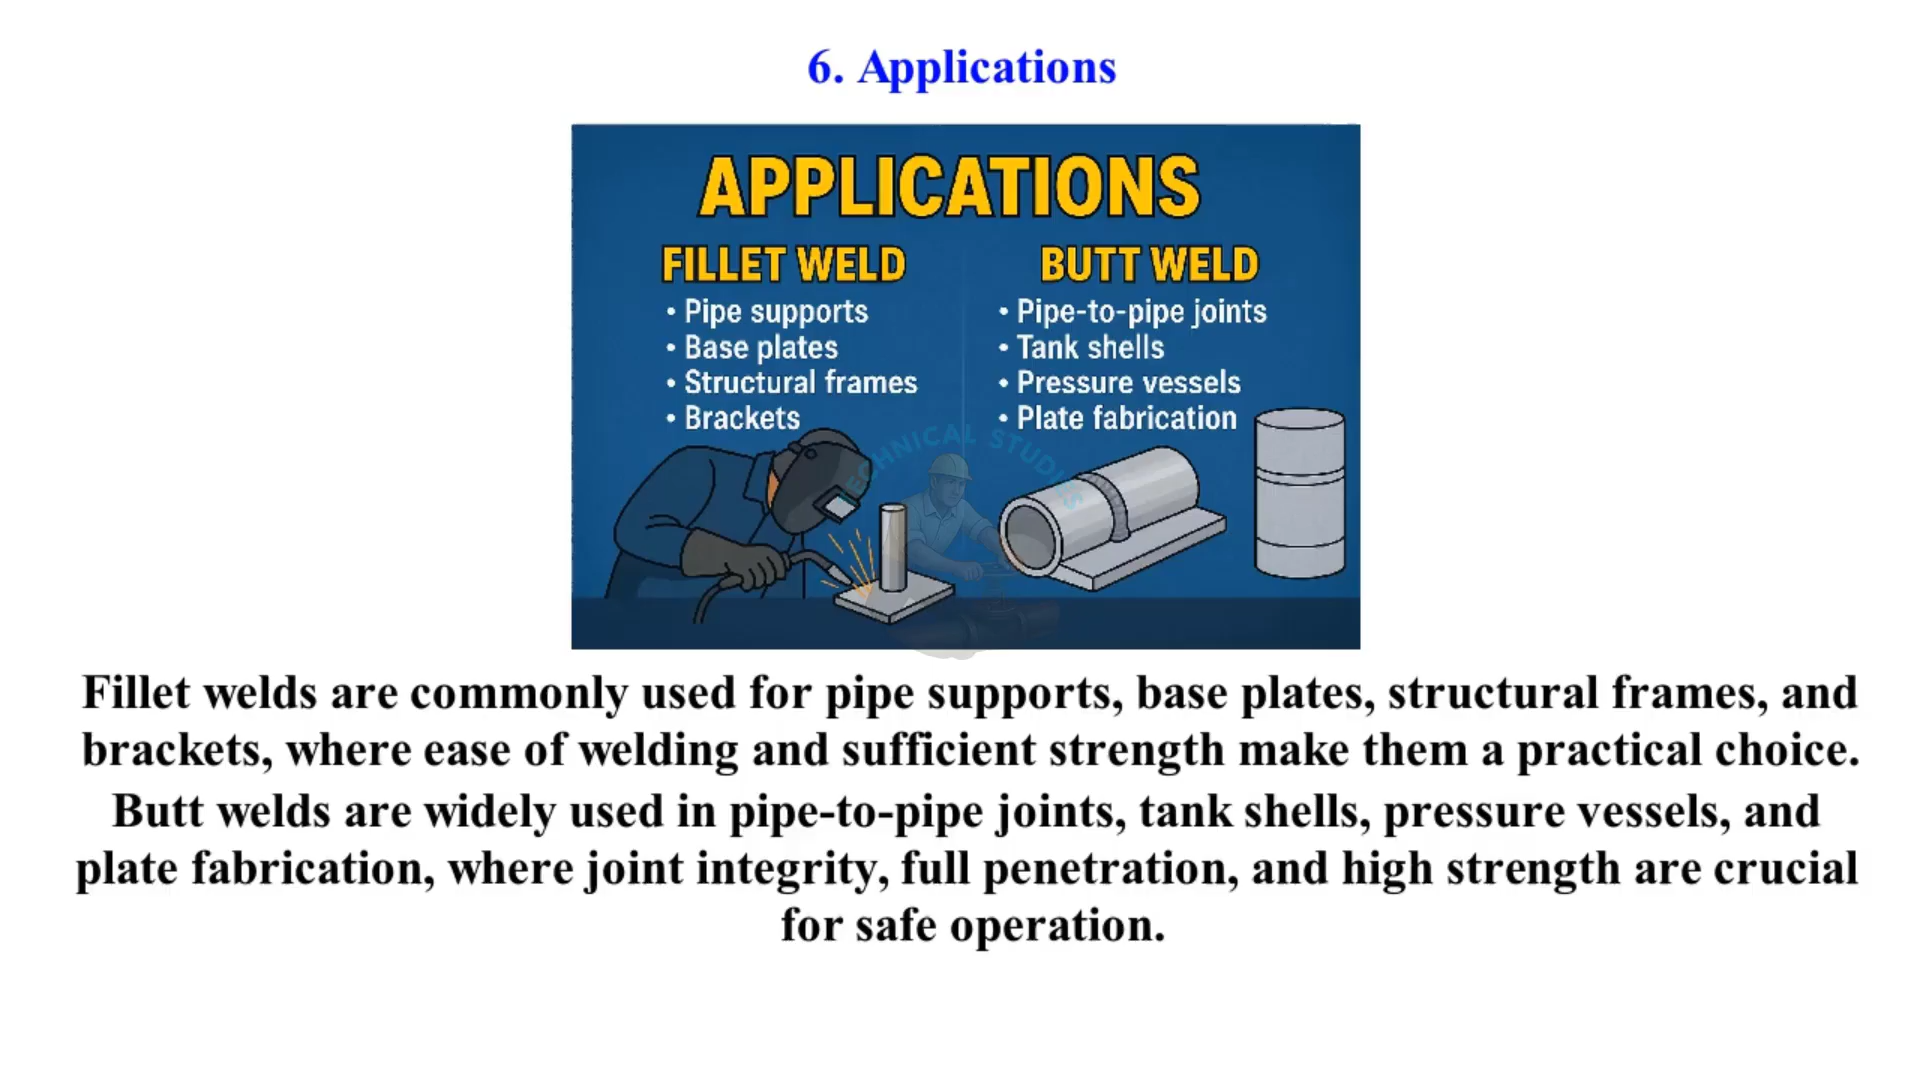 6. Applications
APPLICATIONS
FILLET WELD
• Pipe supports
• Base plates
• Structural frames
• Brackets
BUTT WELD
• Pipe-to-pipe joints
• Tank shells
• Pressure vessels
• Plate fabrication
TECHNICAL STUDIES
Fillet welds are commonly used for pipe supports, base plates, structural frames, and
brackets, where ease of welding and sufficient strength make them a practical choice.
Butt welds are widely used in pipe-to-pipe joints, tank shells, pressure vessels, and
plate fabrication, where joint integrity, full penetration, and high strength are crucial
for safe operation.